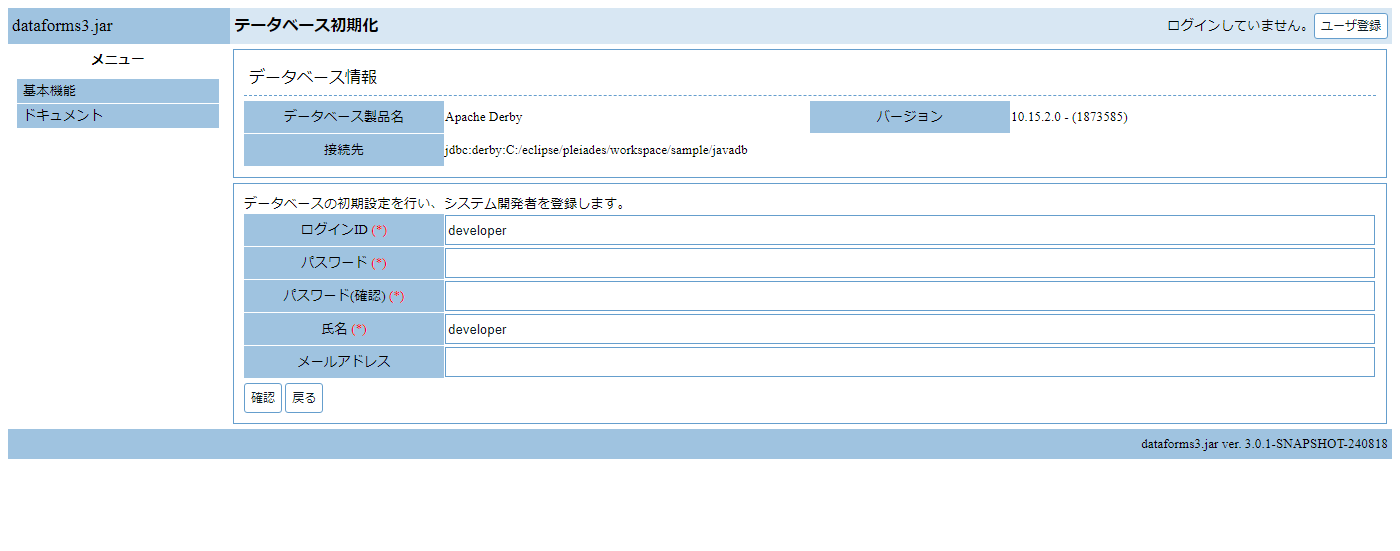 dataforms3.jar
データベース初期化
ログインしていません。 ユーザ登録
メニュー
基本機能
ドキュメント
データベース情報
データベース製品名 Apache Derby バージョン 10.15.2.0 - (1873585)
接続先 jdbc:derby:C:/eclipse/pleiades/workspace/sample/javadb
データベースの初期設定を行い、システム開発者を登録します。
ログインID (*) developer
パスワード (*)
パスワード(確認) (*)
氏名 (*) developer
メールアドレス
確認 戻る
dataforms3.jar ver. 3.0.1-SNAPSHOT-240818